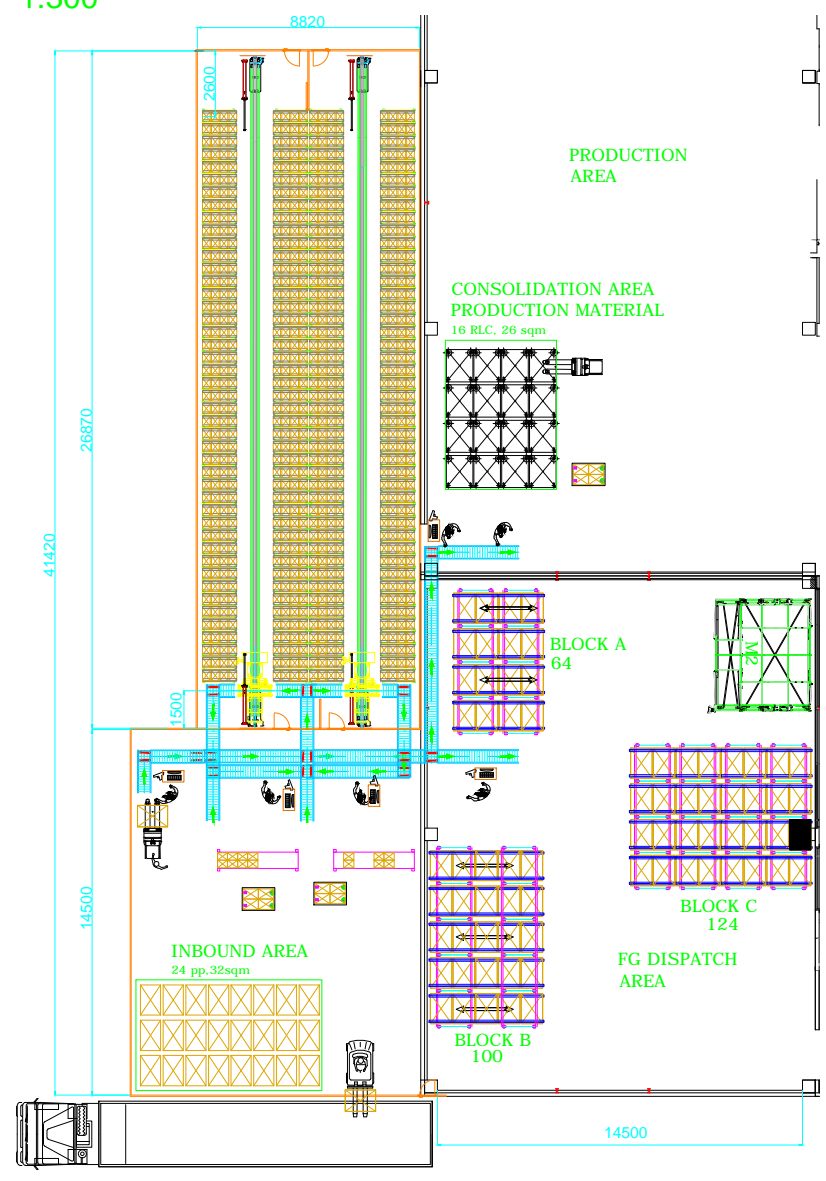 1:300
8820
2600
PRODUCTION
AREA
CONSOLIDATION AREA
PRODUCTION MATERIAL
16 RLC, 26 sqm
26870
41420
BLOCK A
64
M2
1500
14500
BLOCK C
124
INBOUND AREA
24 pp,32sqm
FG DISPATCH
AREA
BLOCK B
100
14500